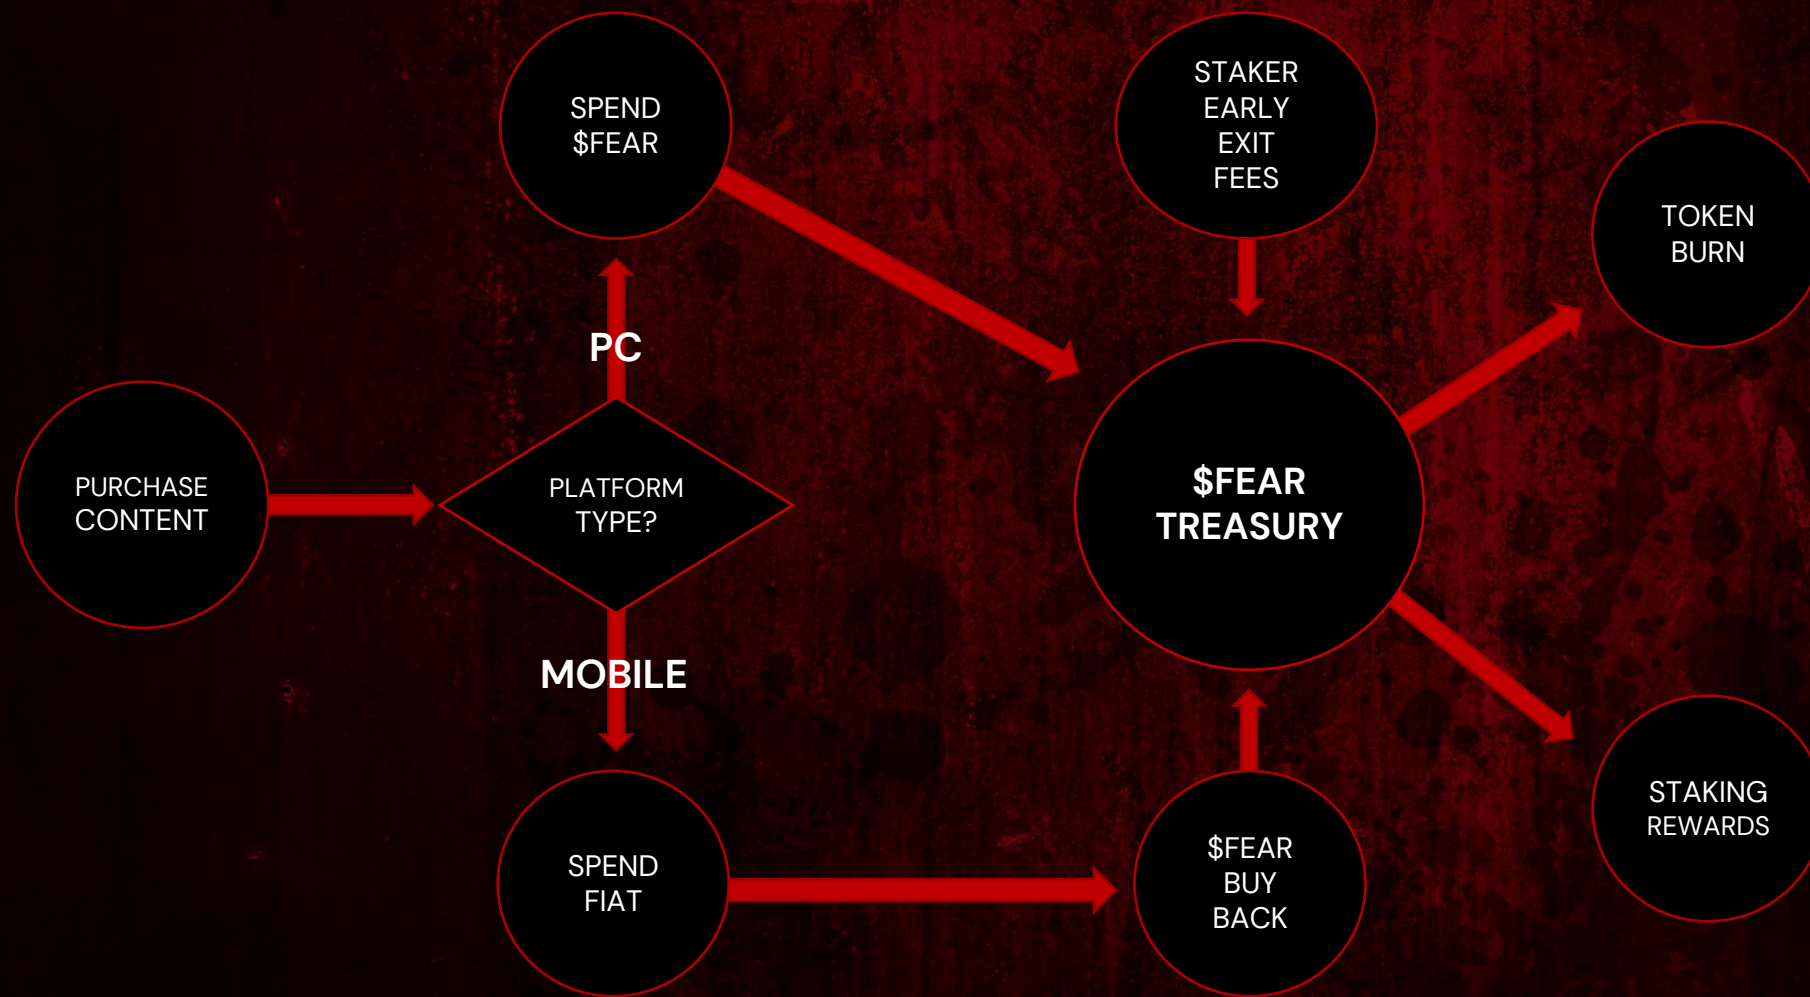 SPEND
$FEAR
STAKER
EARLY
EXIT
FEES
TOKEN
BURN
PC
PURCHASE
CONTENT
PLATFORM
TYPE?
$FEAR
TREASURY
MOBILE
SPEND
FIAT
$FEAR
BUY
BACK
STAKING
REWARDS